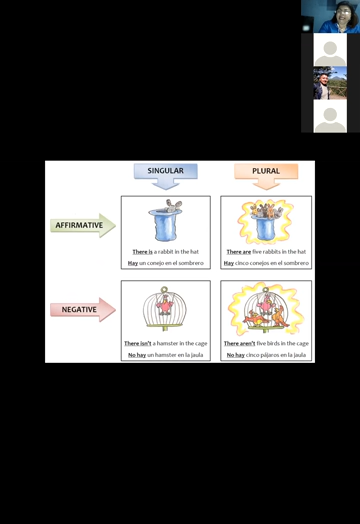 SINGULAR
PLURAL
AFFIRMATIVE
There is a rabbit in the hat
Hay un conejo en el sombrero
There are five rabbits in the hat
Hay cinco conejos en el sombrero
NEGATIVE
There isn't a hamster in the cage
No hay un hamster en la jaula
There aren't five birds in the cage
No hay cinco pájaros en la jaula